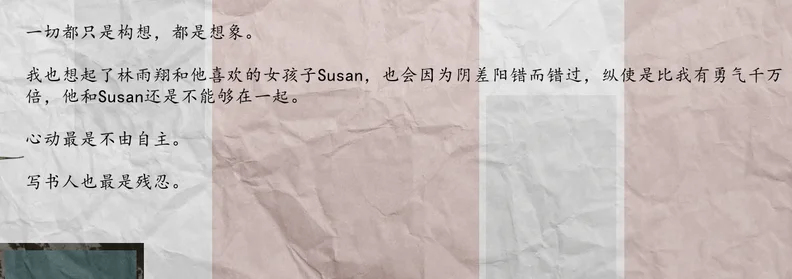 一切都只是构想，都是想象。
我也想起了林雨翔和他喜欢的女孩子Susan，也会因为阴差阳错而错过，纵使是比我有勇气千万
倍，他和Susan还是不能够在一起。
心动最是不由自主。
写书人也最是残忍。